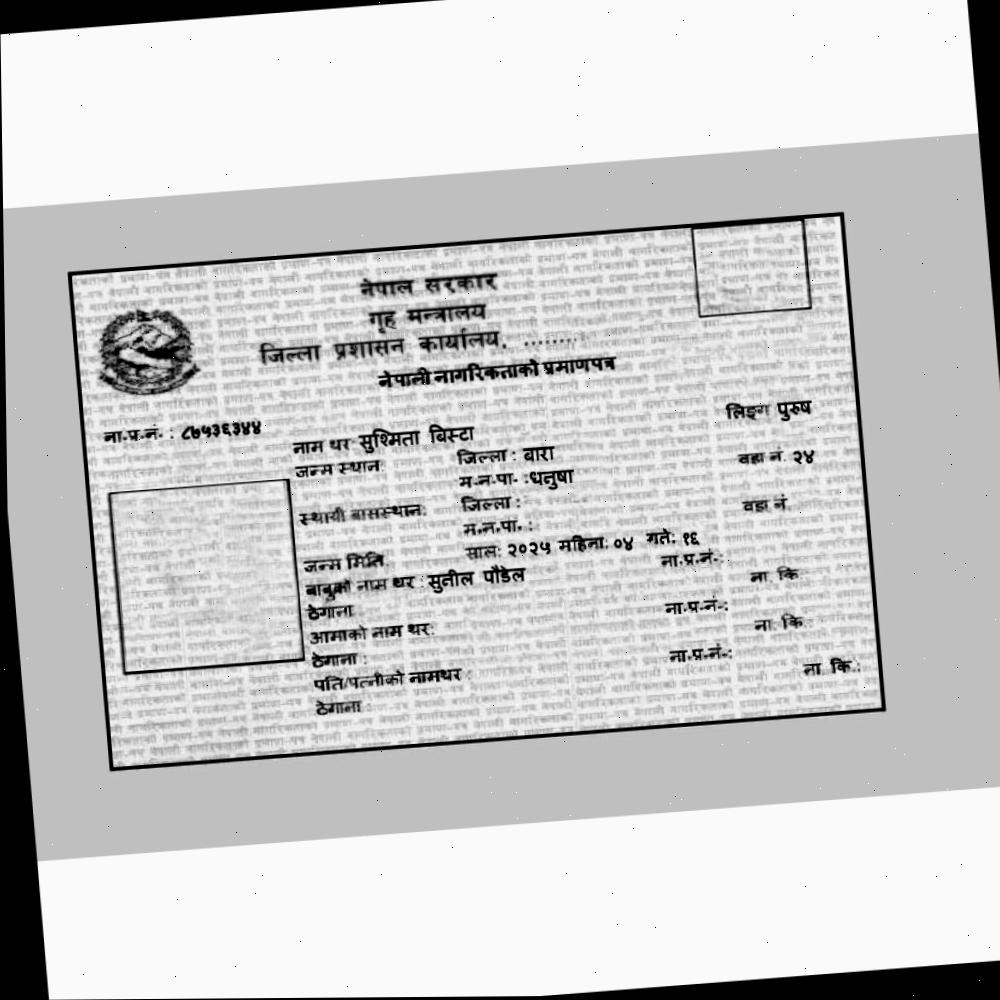 नेपाल सरकार
गृह मन्त्रालय
जिल्ला प्रशासन कार्यालय, ........
नेपाली नागरिकताको प्रमाणपत्र
ना.प्र.नं. : ८७५३६३४४
लिङ्ग पुरुष
नाम थर सुश्मिता बिस्टा
जन्म स्थान: जिल्ला : बारा
म.न.पा. :धनुषा वडा नं. २४
स्थायी बासस्थान: जिल्ला :
म.न.पा. : वडा नं.
जन्म मिति साल: २०२५ महिना: ०४ गते: १६
बाबुको नाम थर : सुनील पौडेल ना.प्र.नं.:
ठेगाना ना. कि
आमाको नाम थर: ना.प्र.नं.:
ठेगाना : ना. कि
पति/पत्नीको नामथर : ना.प्र.नं.:
ठेगाना : ना. कि.: